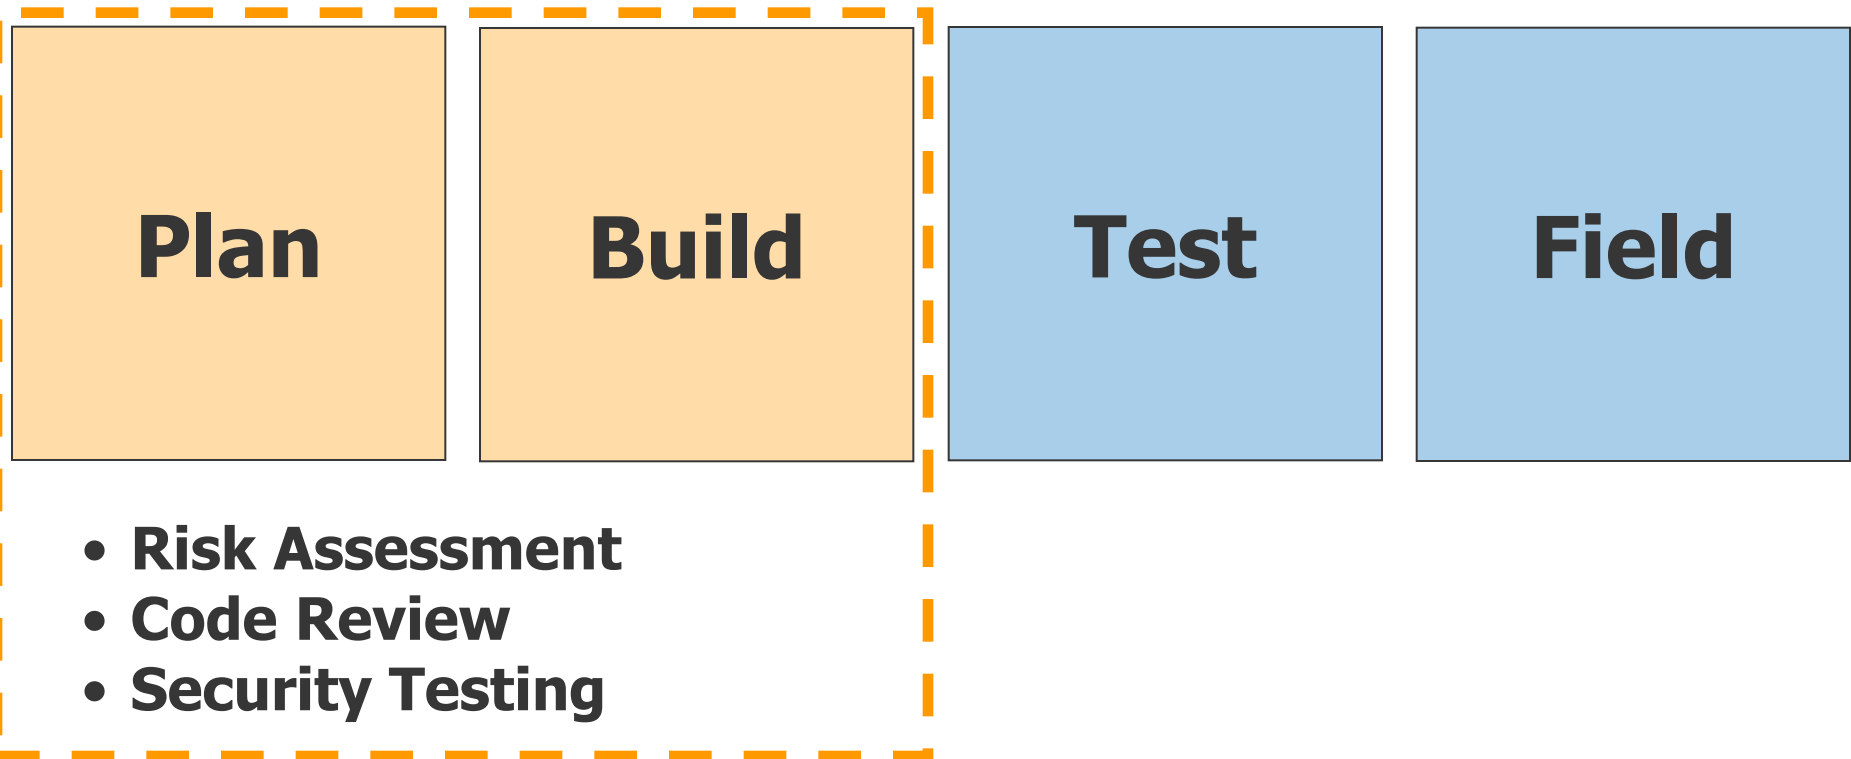 Plan
Build
Test
Field
• Risk Assessment
• Code Review
• Security Testing